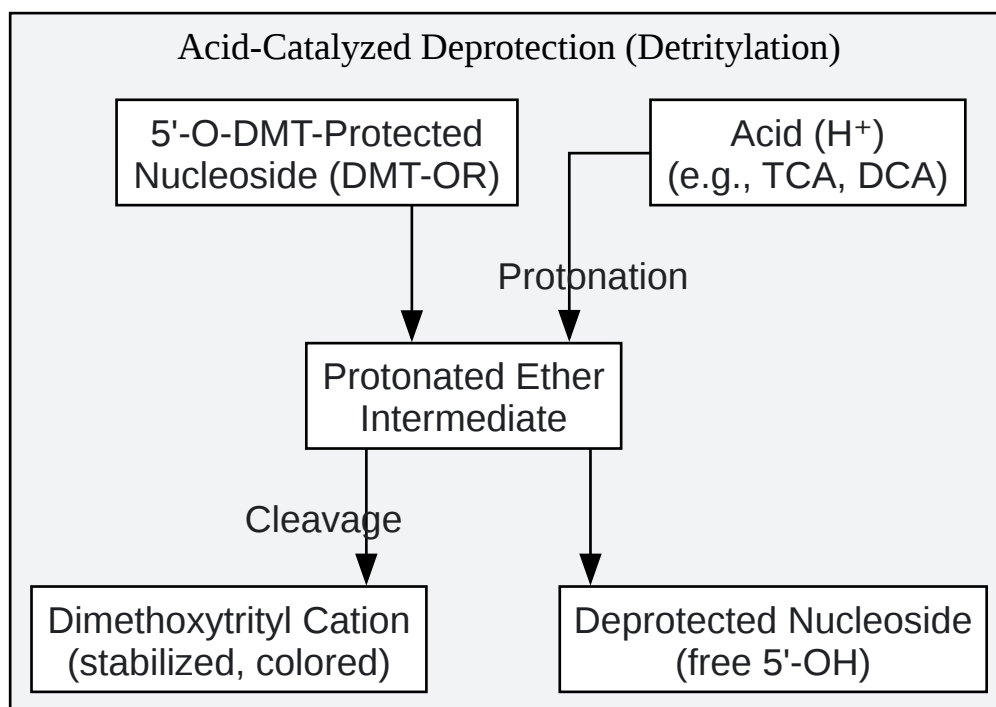 Acid-Catalyzed Deprotection (Detritylation)
5'-O-DMT-Protected
Nucleoside (DMT-OR)
Acid (H⁺)
(e.g., TCA, DCA)
Protonation
Protonated Ether
Intermediate
Cleavage
Dimethoxytrityl Cation
(stabilized, colored)
Deprotected Nucleoside
(free 5'-OH)